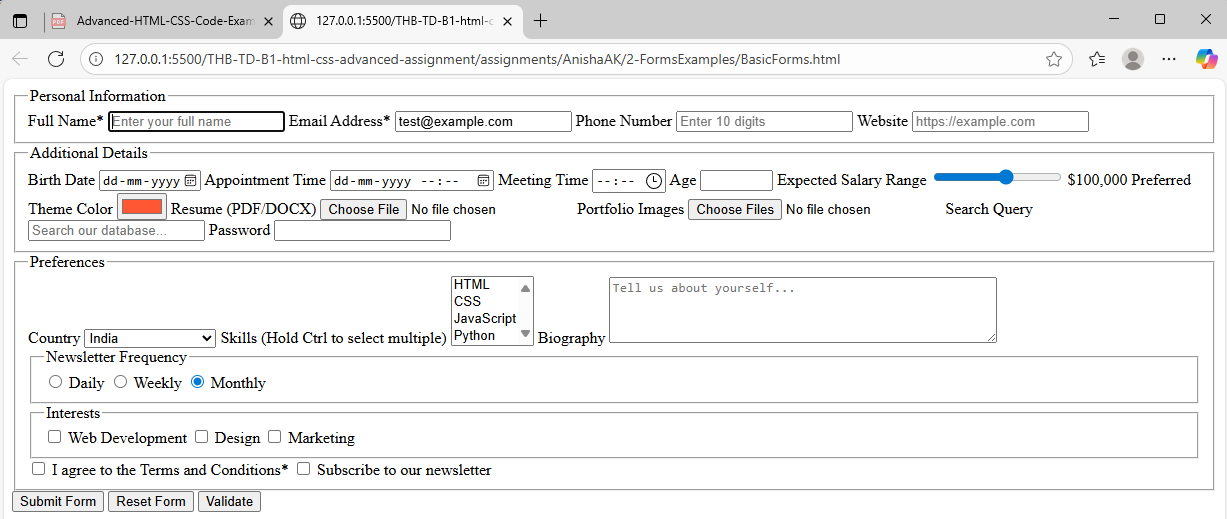 Advanced-HTML-CSS-Code-Exam
127.0.0.1:5500/THB-TD-B1-html-c
127.0.0.1:5500/THB-TD-B1-html-css-advanced-assignment/assignments/AnishaAK/2-FormsExamples/BasicForms.html
Personal Information
Full Name* Enter your full name Email Address* test@example.com Phone Number Enter 10 digits Website https://example.com
Additional Details
Birth Date dd-mm-yyyy Appointment Time dd-mm-yyyy --:-- Meeting Time --:-- Age Expected Salary Range $100,000 Preferred
Theme Color Resume (PDF/DOCX) Choose File No file chosen Portfolio Images Choose Files No file chosen Search Query
Search our database... Password
Preferences
HTML
CSS
JavaScript
Python
Tell us about yourself...
Country India Skills (Hold Ctrl to select multiple) Biography
Newsletter Frequency
Daily Weekly Monthly
Interests
Web Development Design Marketing
I agree to the Terms and Conditions* Subscribe to our newsletter
Submit Form Reset Form Validate